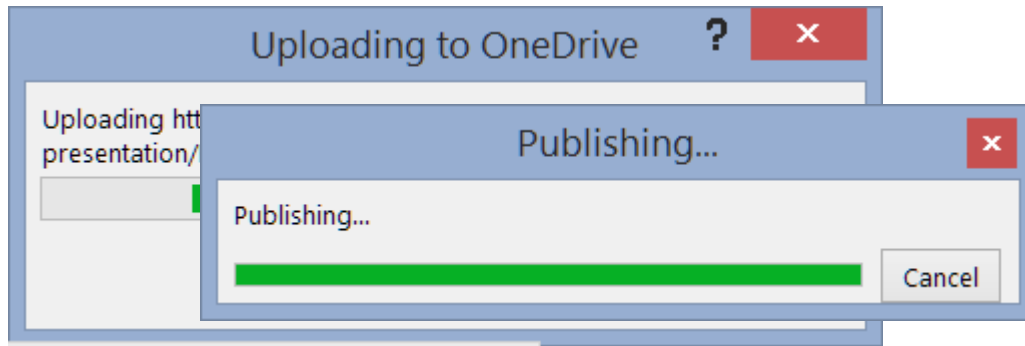 Uploading to OneDrive ?
Uploading htt
presentation/
Publishing...
Publishing...
Cancel